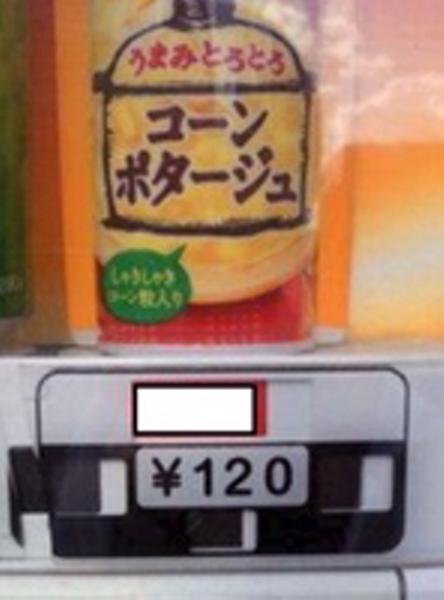 うまみとろとろ
コーン
ポタージュ
しゃきしゃき
コーン粒入り
¥120